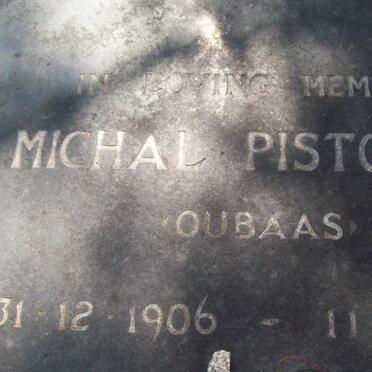 IN LOVING MEM
MICHAL PISTO
(OUBAAS)
31·12·1906 - 11